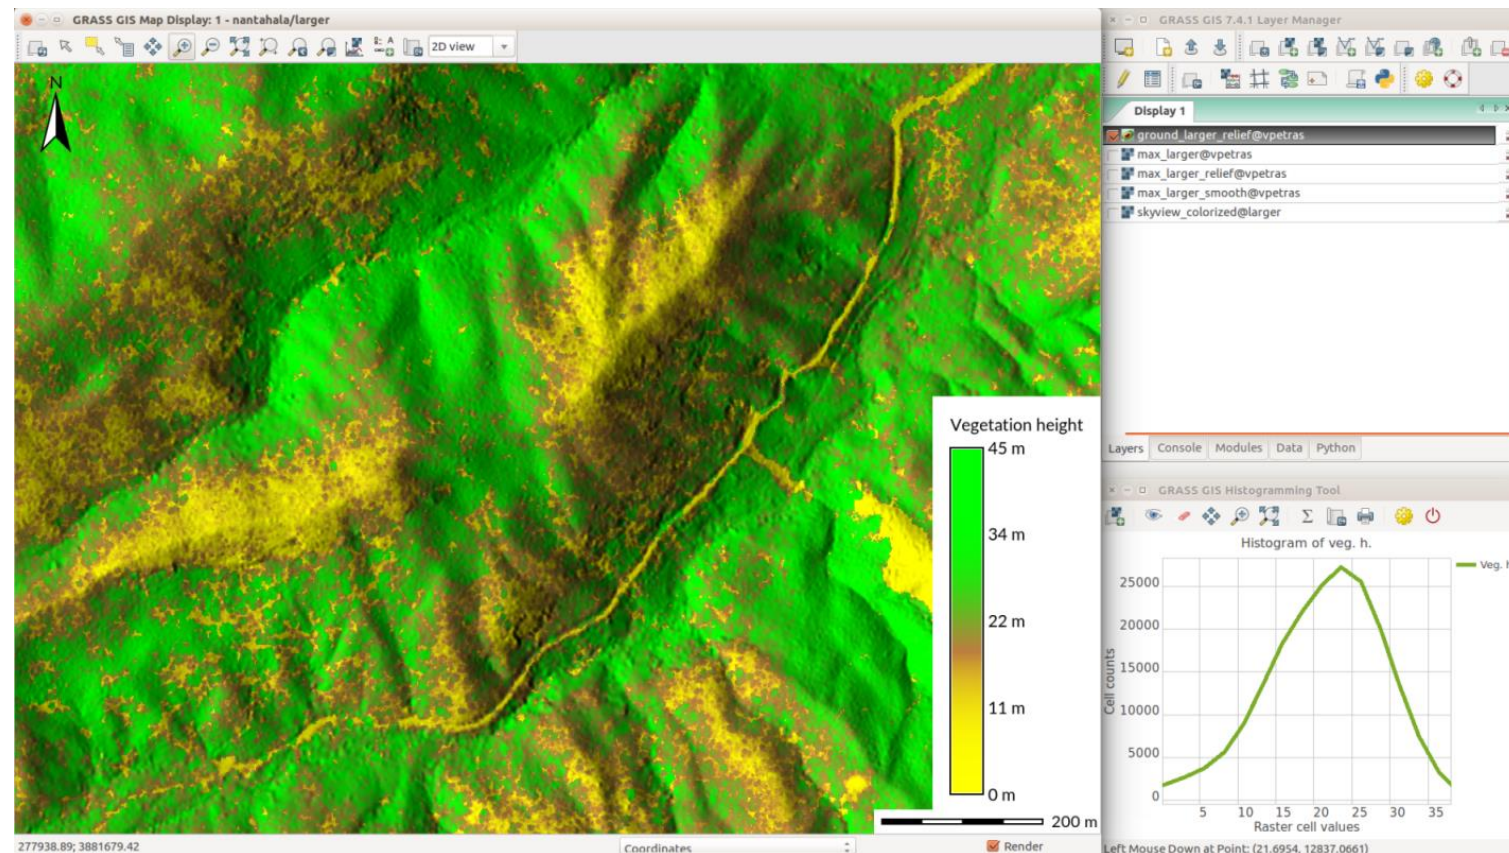 GRASS GIS Map Display: 1 - nantahala/larger
2D view
N
Vegetation height
45 m
34 m
22 m
11 m
0 m
200 m
277938.89; 3881679.42
Coordinates
Render
GRASS GIS 7.4.1 Layer Manager
Display 1
ground_larger_relief@vpetras
max_larger@vpetras
max_larger_relief@vpetras
max_larger_smooth@vpetras
skyview_colorized@larger
Layers Console Modules Data Python
GRASS GIS Histogramming Tool
Histogram of veg. h.
Veg. h
25000
20000
15000
10000
5000
0
Cell counts
5 10 15 20 25 30 35
Raster cell values
Left Mouse Down at Point: (21.6954, 12837.0661)